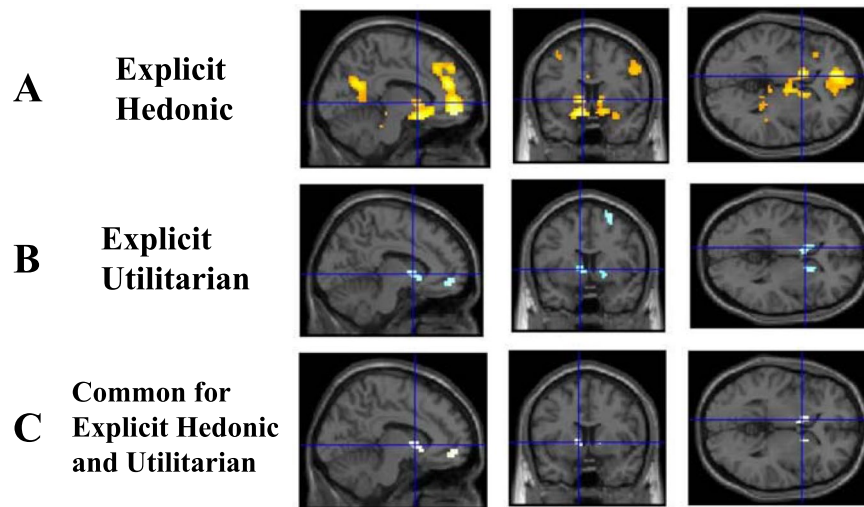 A
Explicit
Hedonic
B
Explicit
Utilitarian
C
Common for
Explicit Hedonic
and Utilitarian